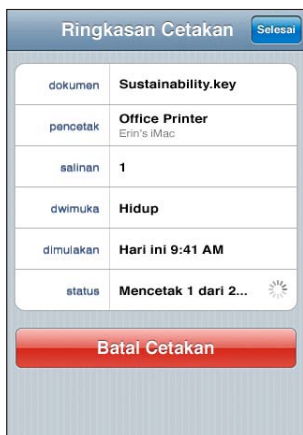 Ringkasan Cetakan
Selesai
dokumen Sustainability.key
pencetak Office Printer
Erin's iMac
salinan 1
dwimuka Hidup
dimulakan Hari ini 9:41 AM
status Mencetak 1 dari 2...
Batal Cetakan